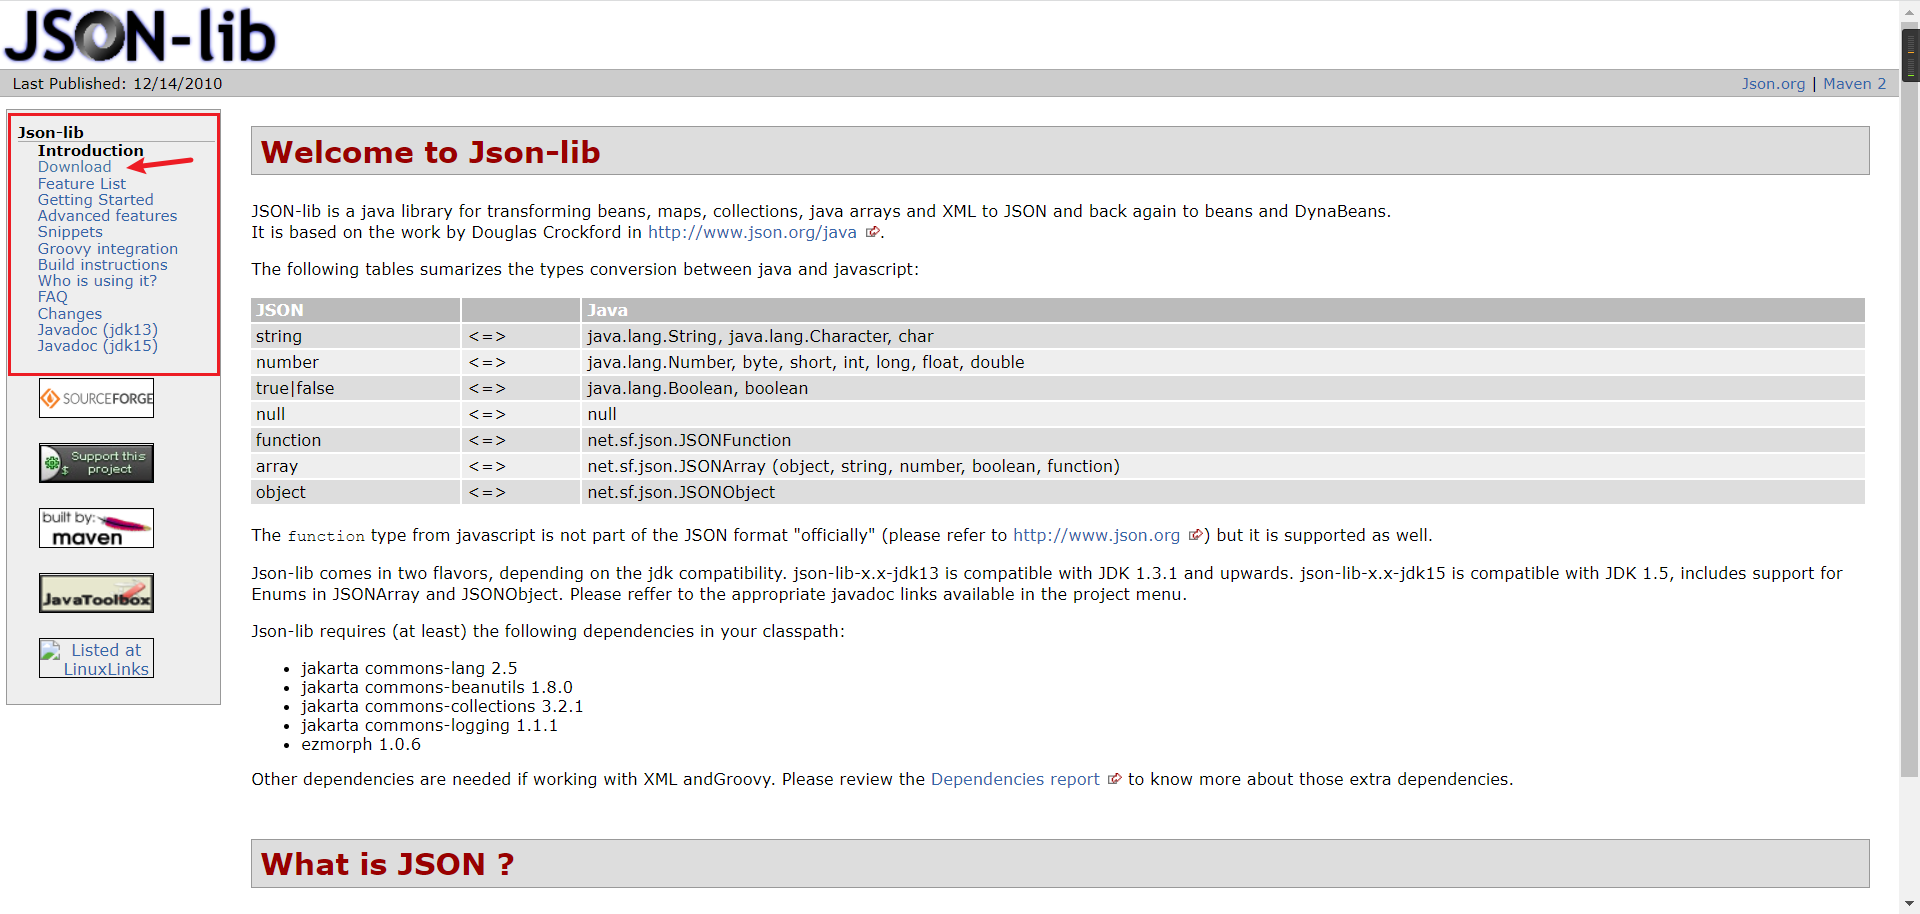 JSON-lib
Last Published: 12/14/2010
Json.org | Maven 2
Json-lib
Introduction
Download
Feature List
Getting Started
Advanced features
Snippets
Groovy integration
Build instructions
Who is using it?
FAQ
Changes
Javadoc (jdk13)
Javadoc (jdk15)
SOURCEFORGE
Support this
project
built by:
maven
JavaToolbox
Listed at
LinuxLinks
Welcome to Json-lib
JSON-lib is a java library for transforming beans, maps, collections, java arrays and XML to JSON and back again to beans and DynaBeans.
It is based on the work by Douglas Crockford in http://www.json.org/java.
The following tables sumarizes the types conversion between java and javascript:
JSON Java
string <=> java.lang.String, java.lang.Character, char
number <=> java.lang.Number, byte, short, int, long, float, double
true|false <=> java.lang.Boolean, boolean
null <=> null
function <=> net.sf.json.JSONFunction
array <=> net.sf.json.JSONArray (object, string, number, boolean, function)
object <=> net.sf.json.JSONObject
The function type from javascript is not part of the JSON format "officially" (please refer to http://www.json.org) but it is supported as well.
Json-lib comes in two flavors, depending on the jdk compatibility. json-lib-x.x-jdk13 is compatible with JDK 1.3.1 and upwards. json-lib-x.x-jdk15 is compatible with JDK 1.5, includes support for
Enums in JSONArray and JSONObject. Please reffer to the appropriate javadoc links available in the project menu.
Json-lib requires (at least) the following dependencies in your classpath:
• jakarta commons-lang 2.5
• jakarta commons-beanutils 1.8.0
• jakarta commons-collections 3.2.1
• jakarta commons-logging 1.1.1
• ezmorph 1.0.6
Other dependencies are needed if working with XML andGroovy. Please review the Dependencies report to know more about those extra dependencies.
What is JSON ?